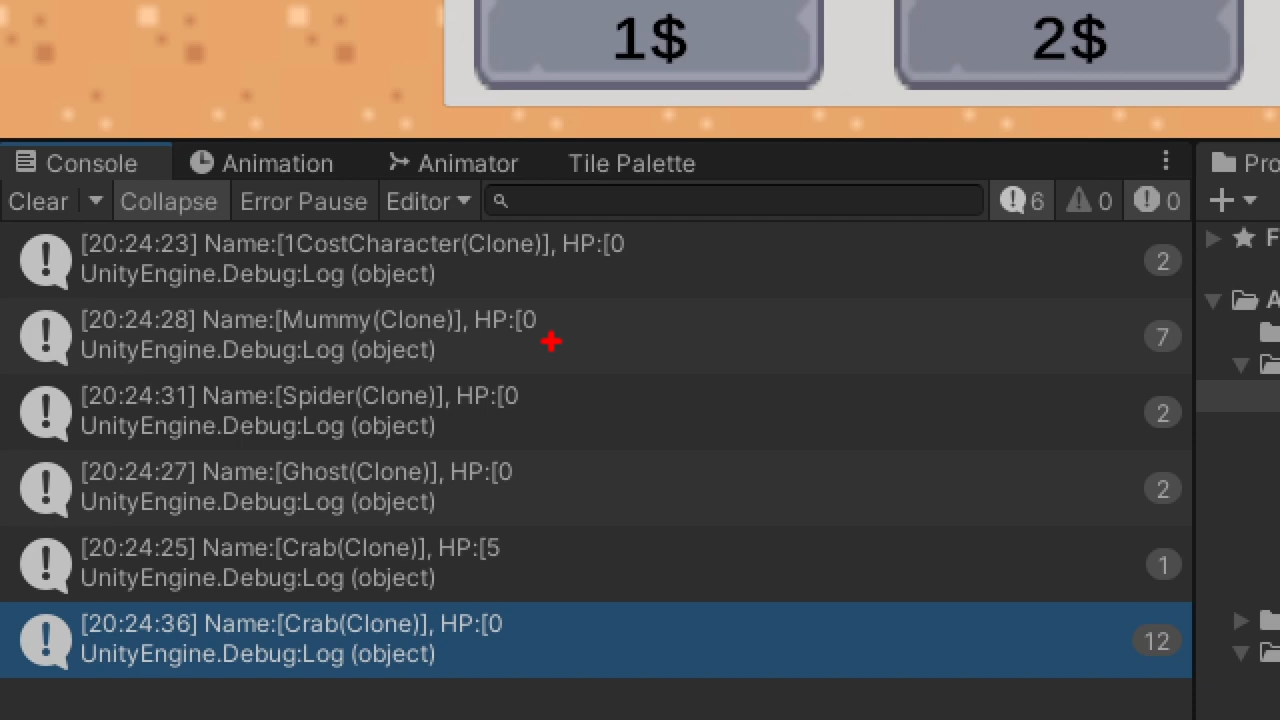 1$
2$
Console
Animation
Animator
Tile Palette
Clear
Collapse
Error Pause
Editor
6
0
0
[20:24:23] Name:[1CostCharacter(Clone)], HP:[0
UnityEngine.Debug:Log (object)
2
[20:24:28] Name:[Mummy(Clone)], HP:[0
UnityEngine.Debug:Log (object)
7
[20:24:31] Name:[Spider(Clone)], HP:[0
UnityEngine.Debug:Log (object)
2
[20:24:27] Name:[Ghost(Clone)], HP:[0
UnityEngine.Debug:Log (object)
2
[20:24:25] Name:[Crab(Clone)], HP:[5
UnityEngine.Debug:Log (object)
1
[20:24:36] Name:[Crab(Clone)], HP:[0
UnityEngine.Debug:Log (object)
12
Pro
F
A